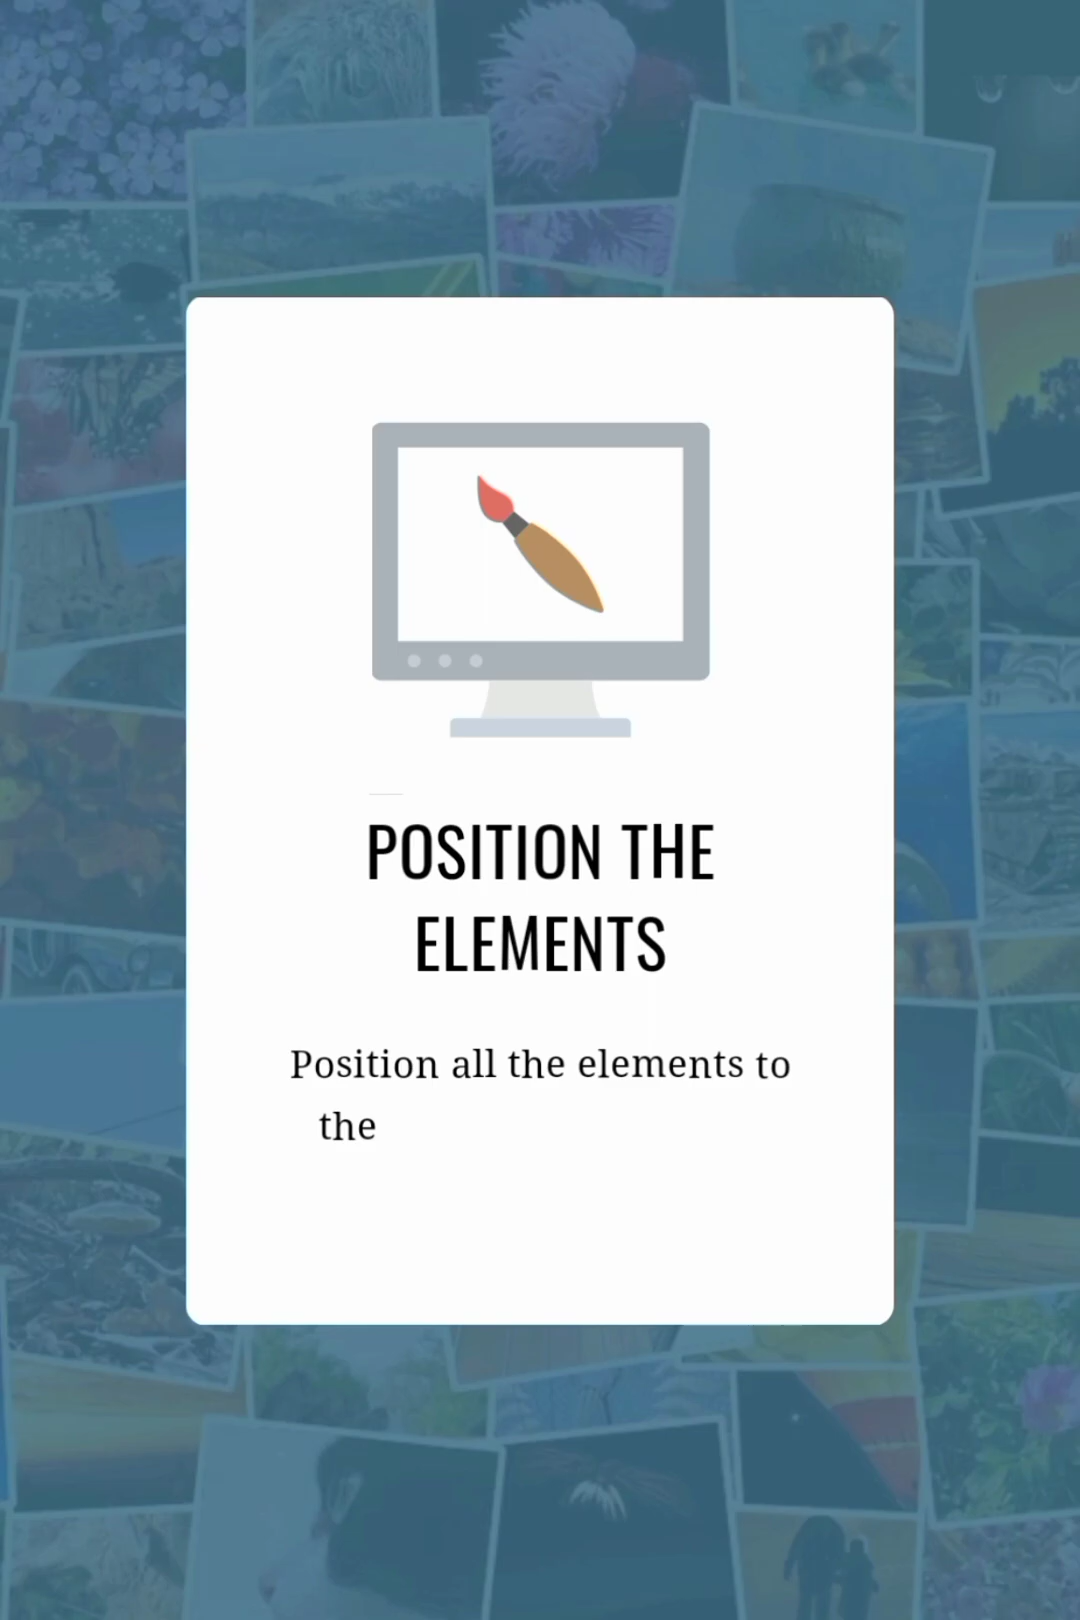 POSITION THE
ELEMENTS
Position all the elements to
the